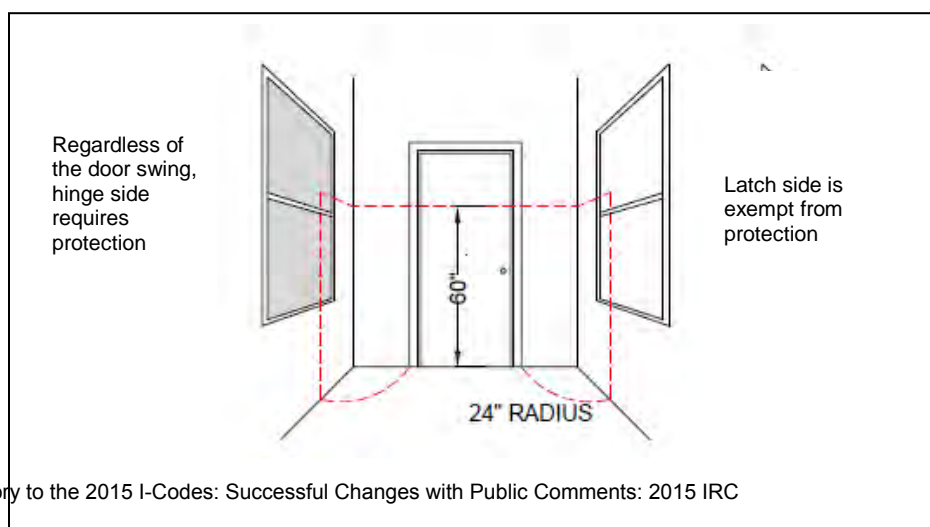 Regardless of
the door swing,
hinge side
requires
protection
Latch side is
exempt from
protection
60"
24" RADIUS
to the 2015 I-Codes: Successful Changes with Public Comments: 2015 IRC